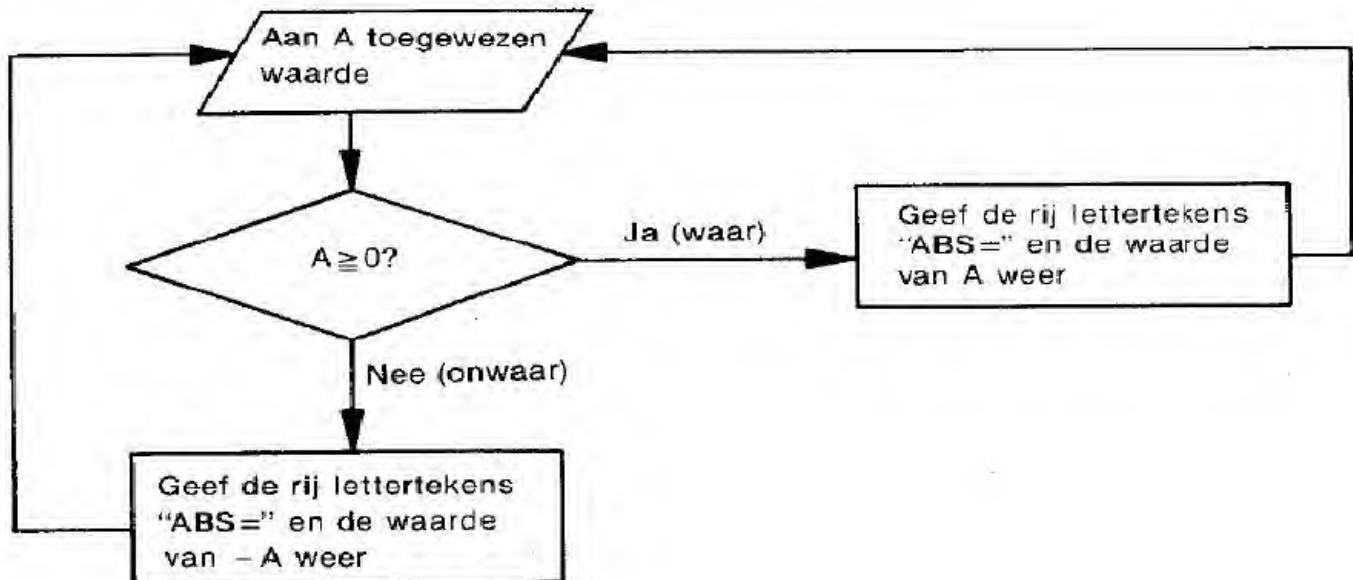 Aan A toegewezen
waarde
A ≧ 0?
Ja (waar)
Geef de rij lettertekens
“ABS=” en de waarde
van A weer
Nee (onwaar)
Geef de rij lettertekens
“ABS=” en de waarde
van – A weer